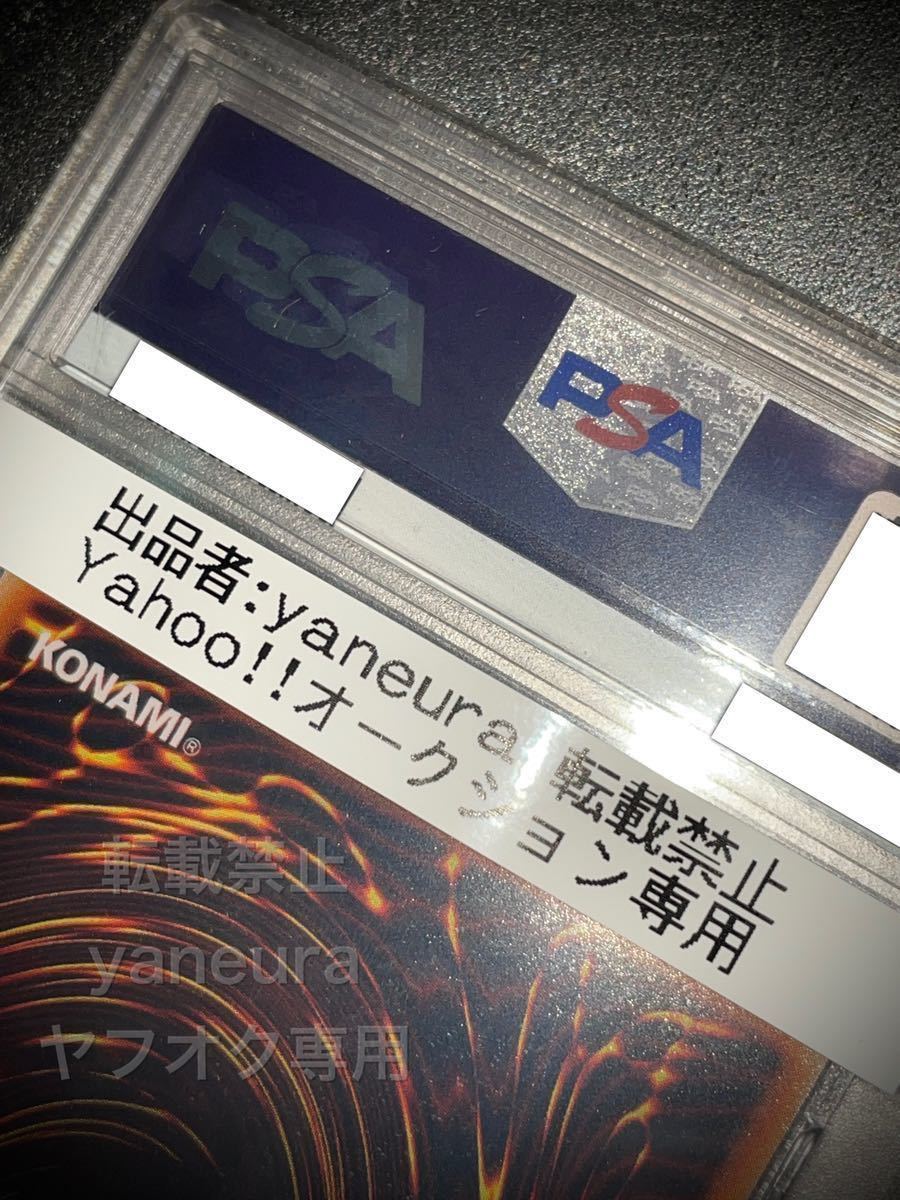 PSA
PSA
出品者:yaneura 転載禁止
Yahoo!!オークション専用
KONAMI®
転載禁止
yaneura
ヤフオク専用